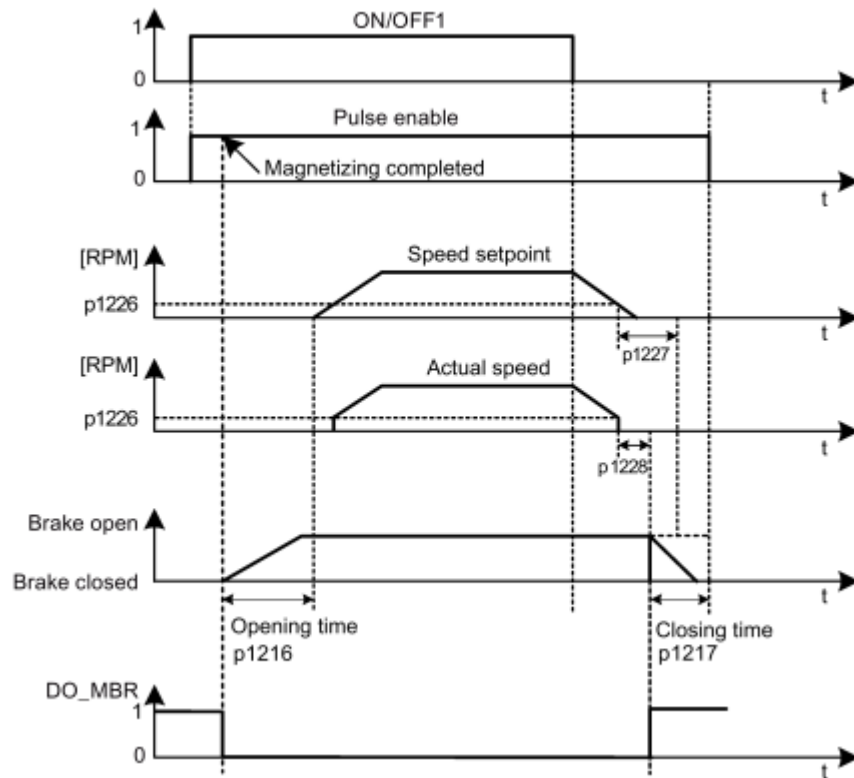 ON/OFF1
1
0
t
Pulse enable
1
Magnetizing completed
0
t
[RPM]
Speed setpoint
p1226
t
p1227
[RPM]
Actual speed
p1226
t
p1228
Brake open
Brake closed
t
Opening time
p1216
Closing time
p1217
DO_MBR
1
0
t